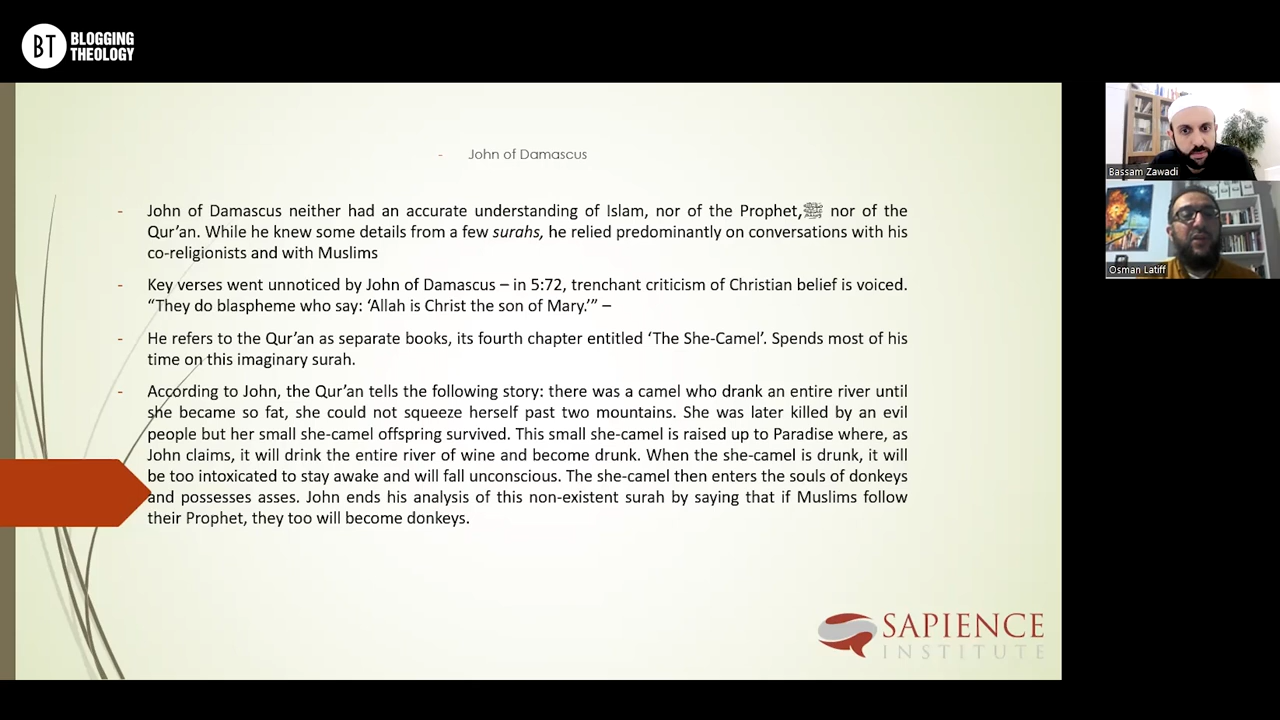 BT BLOGGING
THEOLOGY
- John of Damascus
- John of Damascus neither had an accurate understanding of Islam, nor of the Prophet,ﷺ nor of the
Qur’an. While he knew some details from a few surahs, he relied predominantly on conversations with his
co-religionists and with Muslims
- Key verses went unnoticed by John of Damascus – in 5:72, trenchant criticism of Christian belief is voiced.
“They do blaspheme who say: ‘Allah is Christ the son of Mary.’” –
- He refers to the Qur’an as separate books, its fourth chapter entitled ‘The She-Camel’. Spends most of his
time on this imaginary surah.
- According to John, the Qur’an tells the following story: there was a camel who drank an entire river until
she became so fat, she could not squeeze herself past two mountains. She was later killed by an evil
people but her small she-camel offspring survived. This small she-camel is raised up to Paradise where, as
John claims, it will drink the entire river of wine and become drunk. When the she-camel is drunk, it will
be too intoxicated to stay awake and will fall unconscious. The she-camel then enters the souls of donkeys
and possesses asses. John ends his analysis of this non-existent surah by saying that if Muslims follow
their Prophet, they too will become donkeys.
SAPIENCE
INSTITUTE
Bassam Zawadi
Osman Latiff